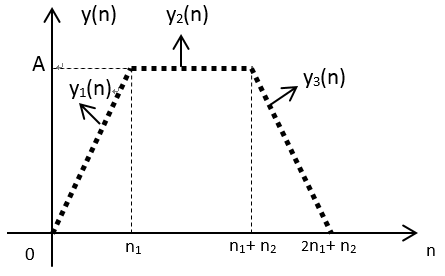 y(n)
y₂(n)
A
y₁(n)
y₃(n)
0
n₁
n₁+ n₂
2n₁+ n₂
n